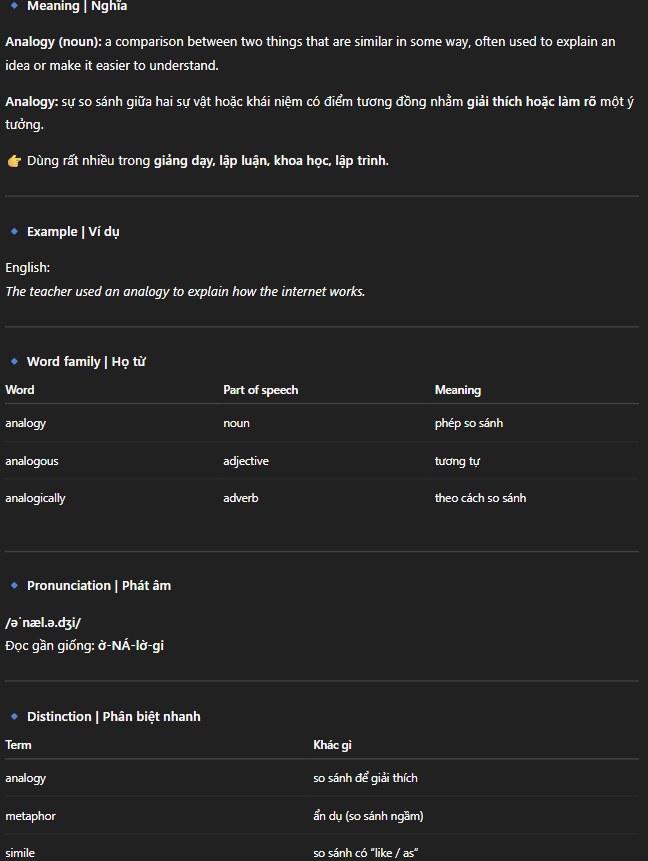 Meaning | Nghĩa
Analogy (noun): a comparison between two things that are similar in some way, often used to explain an
idea or make it easier to understand.
Analogy: sự so sánh giữa hai sự vật hoặc khái niệm có điểm tương đồng nhằm giải thích hoặc làm rõ một ý
tưởng.
👉 Dùng rất nhiều trong giảng dạy, lập luận, khoa học, lập trình.
Example | Ví dụ
English:
The teacher used an analogy to explain how the internet works.
Word family | Họ từ
Word Part of speech Meaning
analogy noun phép so sánh
analogous adjective tương tự
analogically adverb theo cách so sánh
Pronunciation | Phát âm
/əˈnæl.ə.dʒi/
Đọc gần giống: ờ-NÁ-lờ-gi
Distinction | Phân biệt nhanh
Term Khác gì
analogy so sánh để giải thích
metaphor ẩn dụ (so sánh ngầm)
simile so sánh có “like / as”